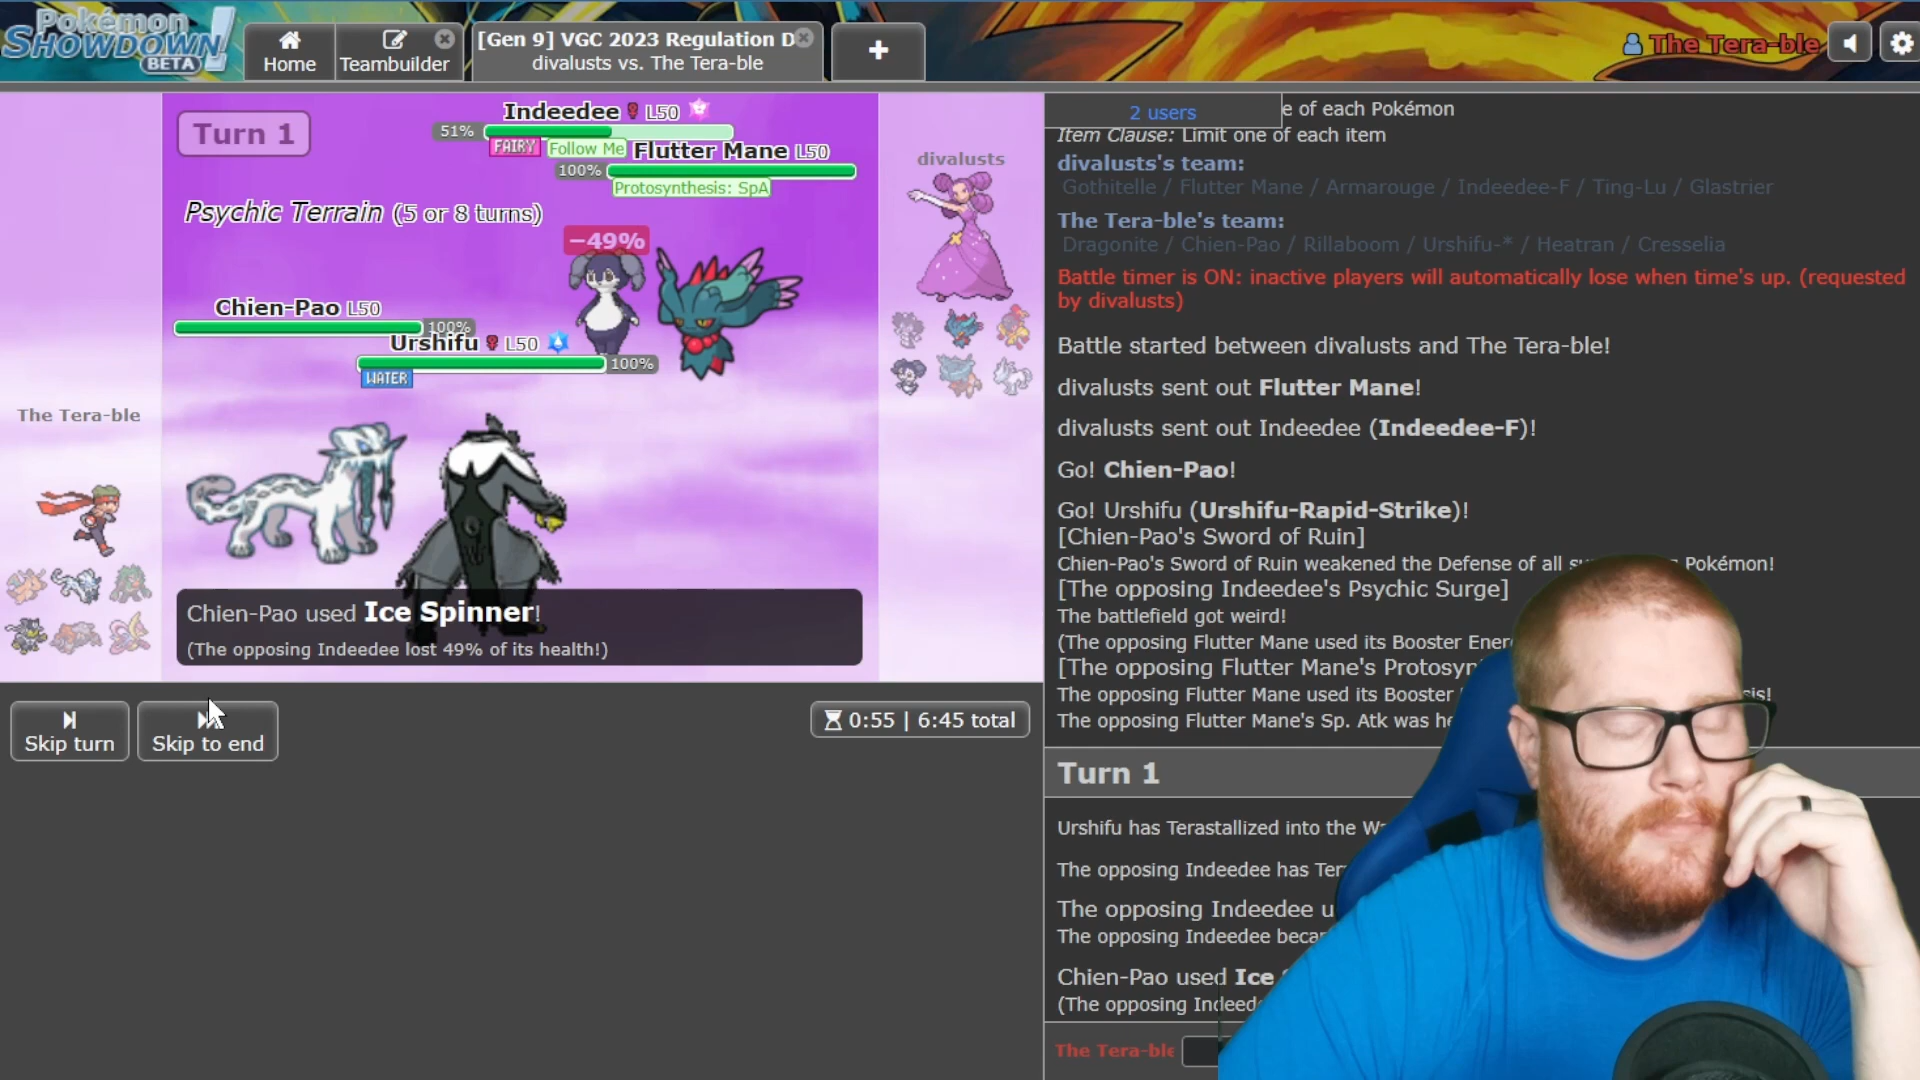 Pokémon
SHOWDOWN!
BETA
Home
Teambuilder
[Gen 9] VGC 2023 Regulation D
divalusts vs. The Tera-ble
The Tera-ble
Turn 1
Indeedee L50
51%
FAIRY Follow Me
Flutter Mane L50
100%
Protosynthesis: SpA
Psychic Terrain (5 or 8 turns)
−49%
Chien-Pao L50
100%
Urshifu L50
100%
WATER
divalusts
The Tera-ble
Chien-Pao used Ice Spinner!
(The opposing Indeedee lost 49% of its health!)
Skip turn
Skip to end
0:55 | 6:45 total
2 users
e of each Pokémon
Item Clause: Limit one of each item
divalusts's team:
Gothitelle / Flutter Mane / Armarouge / Indeedee-F / Ting-Lu / Glastrier
The Tera-ble's team:
Dragonite / Chien-Pao / Rillaboom / Urshifu-* / Heatran / Cresselia
Battle timer is ON: inactive players will automatically lose when time's up. (requested
by divalusts)
Battle started between divalusts and The Tera-ble!
divalusts sent out Flutter Mane!
divalusts sent out Indeedee (Indeedee-F)!
Go! Chien-Pao!
Go! Urshifu (Urshifu-Rapid-Strike)!
[Chien-Pao's Sword of Ruin]
Chien-Pao's Sword of Ruin weakened the Defense of all Pokémon!
[The opposing Indeedee's Psychic Surge]
The battlefield got weird!
(The opposing Flutter Mane used its Booster
[The opposing Flutter Mane's
The opposing Flutter Mane used its Booster
The opposing Flutter Mane's Sp. Atk was
Turn 1
Urshifu has Terastallized into the
The opposing Indeedee has
The opposing Indeedee
The opposing Indeedee
Chien-Pao used Ice
(The opposing
The Tera-ble